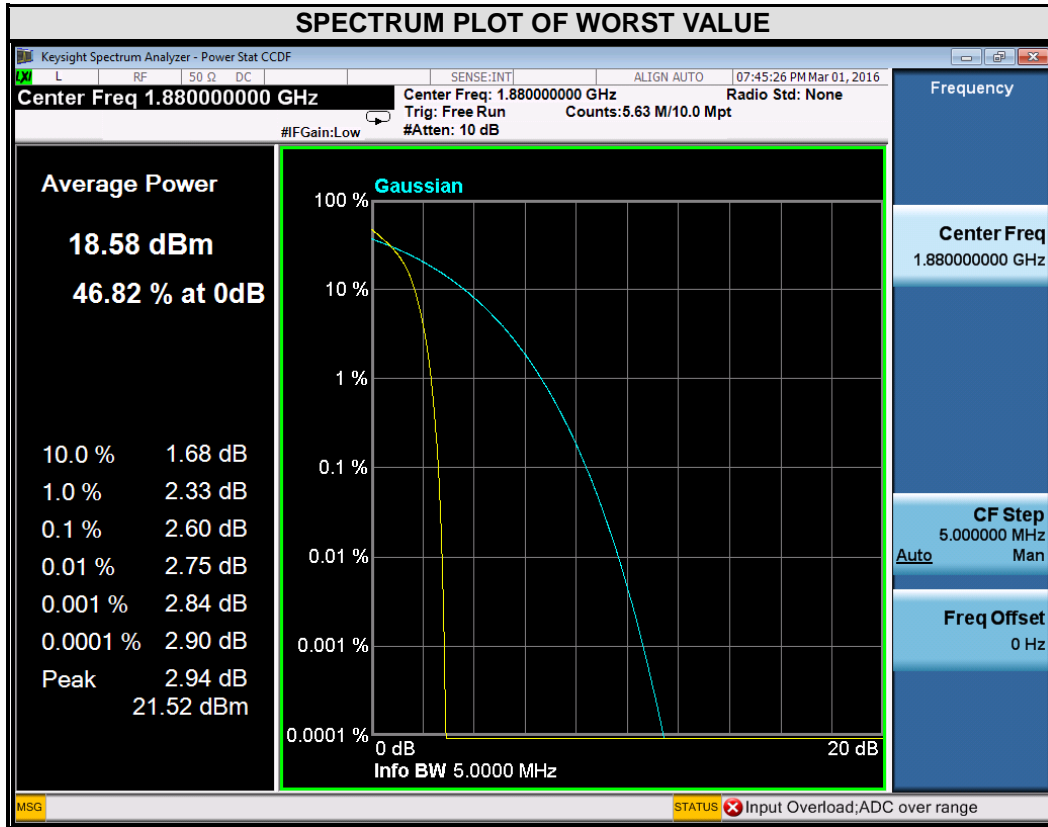 SPECTRUM PLOT OF WORST VALUE
Keysight Spectrum Analyzer - Power Stat CCDF
LXI L RF 50 Ω DC SENSE:INT ALIGN AUTO 07:45:26 PM Mar 01, 2016
Center Freq 1.880000000 GHz
Center Freq: 1.880000000 GHz Radio Std: None
Trig: Free Run Counts:5.63 M/10.0 Mpt
#IFGain:Low #Atten: 10 dB
Average Power
18.58 dBm
46.82 % at 0dB
10.0 % 1.68 dB
1.0 % 2.33 dB
0.1 % 2.60 dB
0.01 % 2.75 dB
0.001 % 2.84 dB
0.0001 % 2.90 dB
Peak 2.94 dB
21.52 dBm
Gaussian
100 %
10 %
1 %
0.1 %
0.01 %
0.001 %
0.0001 %
0 dB 20 dB
Info BW 5.0000 MHz
Frequency
Center Freq
1.880000000 GHz
CF Step
5.000000 MHz
Auto Man
Freq Offset
0 Hz
MSG STATUS Input Overload;ADC over range